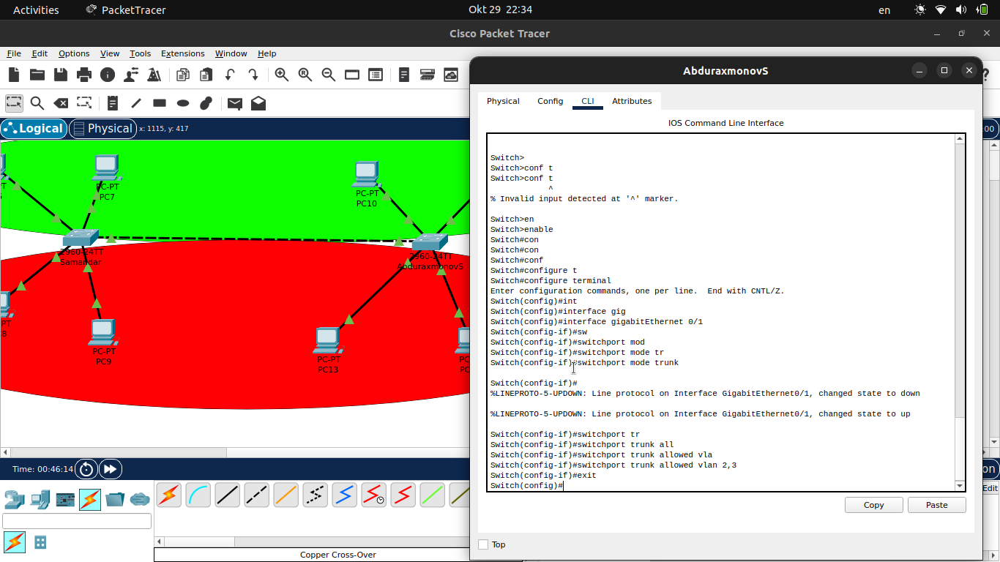 Activities
PacketTracer
Okt 29 22:34
en
Cisco Packet Tracer
File Edit Options View Tools Extensions Window Help
Logical
Physical
x: 1115, y: 417
PC-PT
PC7
PC-PT
PC10
2960-24TT
Samandar
2960-24TT
AbduraxmonovS
PC-PT
PC9
PC-PT
PC13
Time: 00:46:14
Copper Cross-Over
AbduraxmonovS
Physical Config CLI Attributes
IOS Command Line Interface
Switch>
Switch>conf t
Switch>conf t
^
% Invalid input detected at '^' marker.
Switch>en
Switch>enable
Switch#con
Switch#con
Switch#conf
Switch#configure t
Switch#configure terminal
Enter configuration commands, one per line.  End with CNTL/Z.
Switch(config)#int
Switch(config)#interface gig
Switch(config)#interface gigabitEthernet 0/1
Switch(config-if)#sw
Switch(config-if)#switchport mod
Switch(config-if)#switchport mode tr
Switch(config-if)#switchport mode trunk
Switch(config-if)#
%LINEPROTO-5-UPDOWN: Line protocol on Interface GigabitEthernet0/1, changed state to down
%LINEPROTO-5-UPDOWN: Line protocol on Interface GigabitEthernet0/1, changed state to up
Switch(config-if)#switchport tr
Switch(config-if)#switchport trunk all
Switch(config-if)#switchport trunk allowed vla
Switch(config-if)#switchport trunk allowed vlan 2,3
Switch(config-if)#exit
Switch(config)#
Copy
Paste
Top
Edit